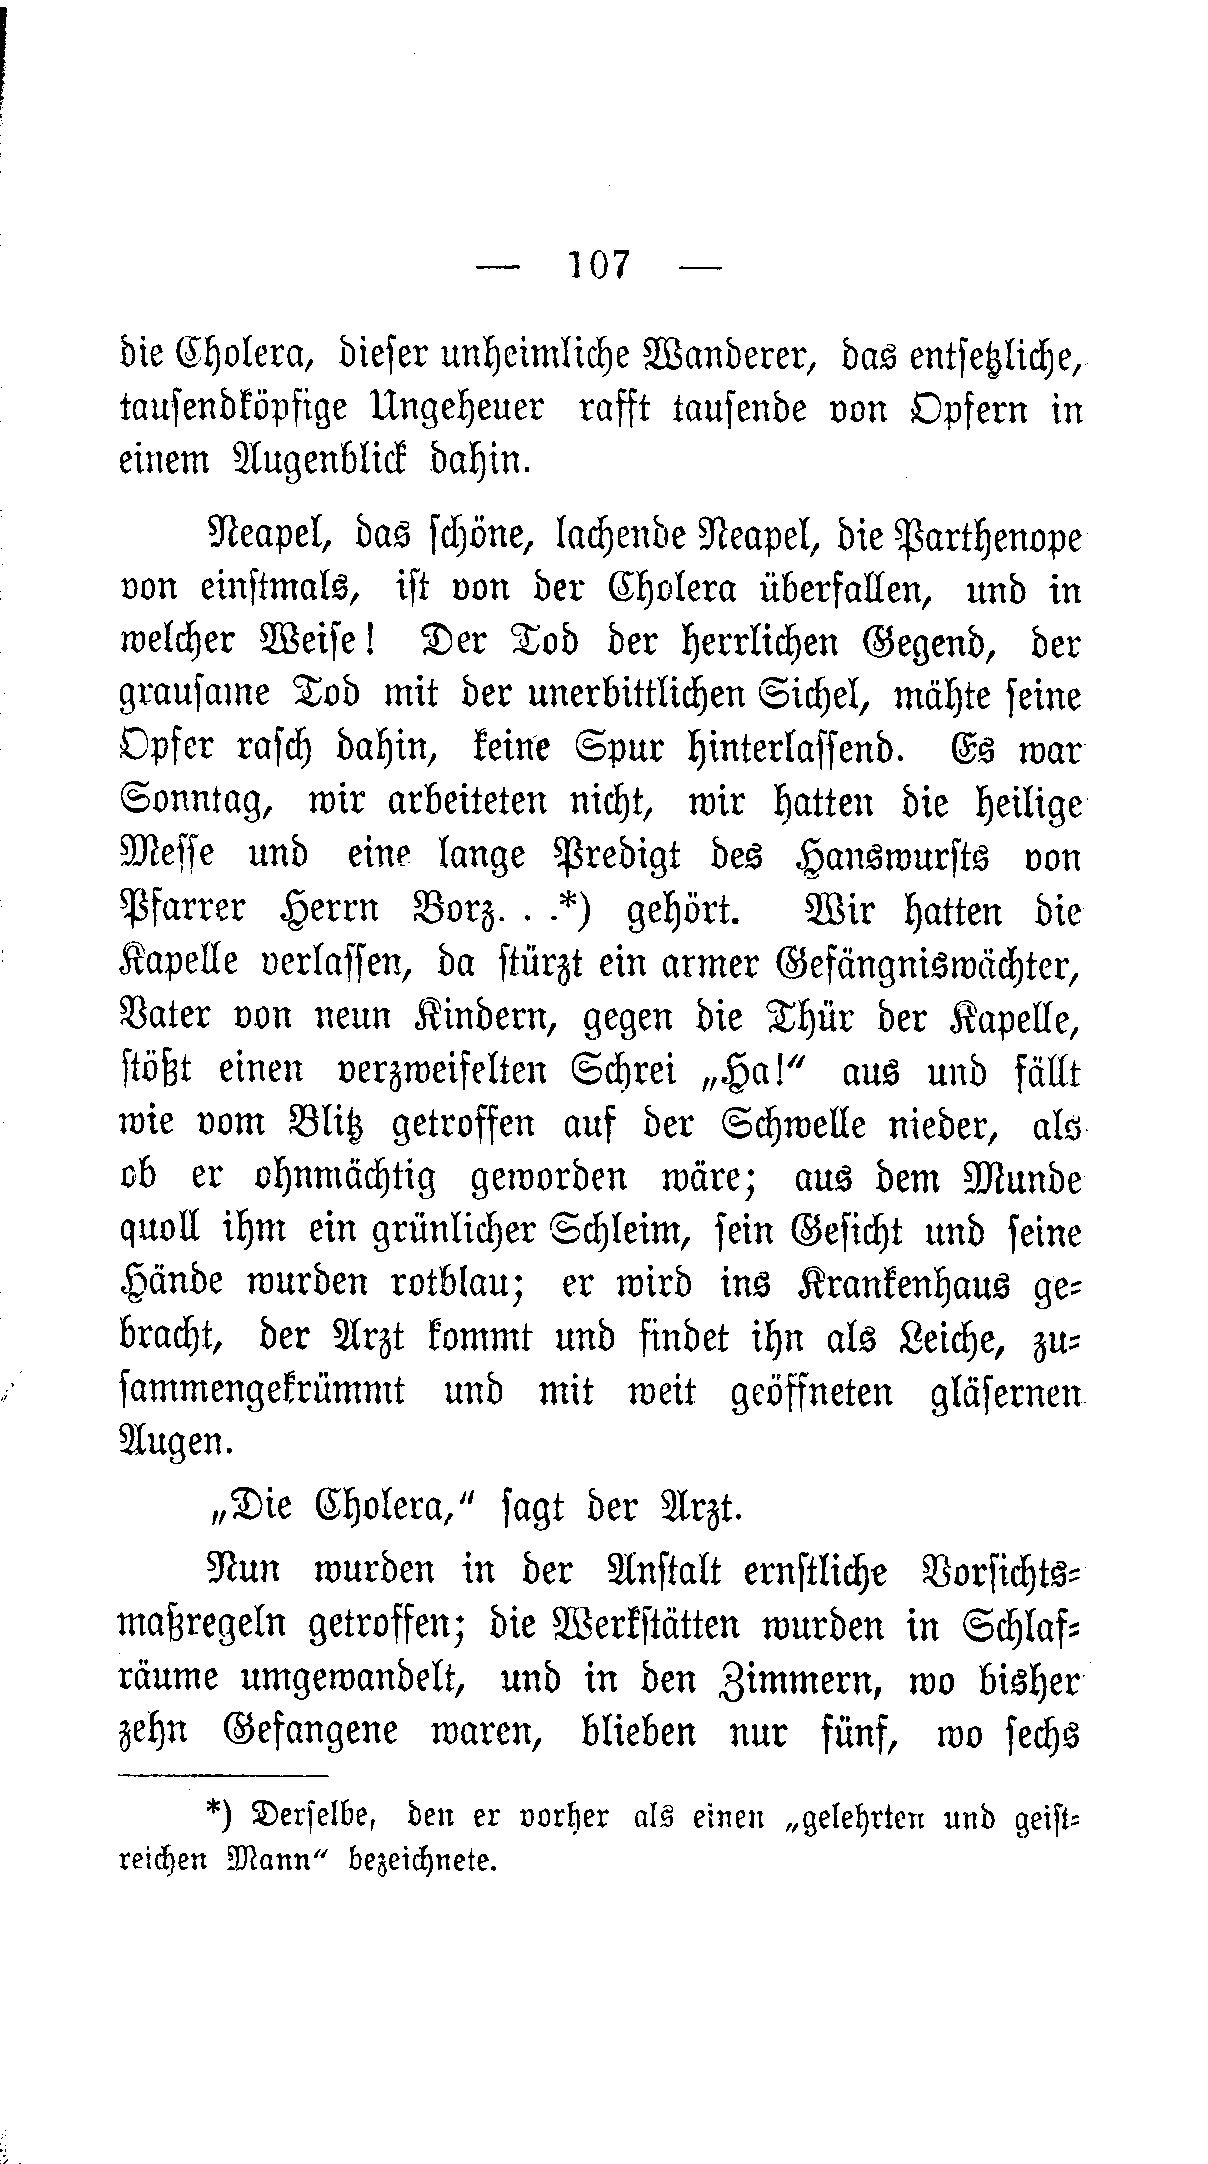 — 107 —
die Cholera, dieser unheimliche Wanderer, das entsetzliche,
tausendköpfige Ungeheuer rafft tausende von Opfern in
einem Augenblick dahin.
Neapel, das schöne, lachende Neapel, die Parthenope
von einstmals, ist von der Cholera überfallen, und in
welcher Weise! Der Tod der herrlichen Gegend, der
grausame Tod mit der unerbittlichen Sichel, mähte seine
Opfer rasch dahin, keine Spur hinterlassend. Es war
Sonntag, wir arbeiteten nicht, wir hatten die heilige
Messe und eine lange Predigt des Hanswursts von
Pfarrer Herrn Borz. . .*) gehört. Wir hatten die
Kapelle verlassen, da stürzt ein armer Gefängniswächter,
Vater von neun Kindern, gegen die Thür der Kapelle,
stößt einen verzweifelten Schrei „Ha!“ aus und fällt
wie vom Blitz getroffen auf der Schwelle nieder, als
ob er ohnmächtig geworden wäre; aus dem Munde
quoll ihm ein grünlicher Schleim, sein Gesicht und seine
Hände wurden rotblau; er wird ins Krankenhaus ge-
bracht, der Arzt kommt und findet ihn als Leiche, zu-
sammengekrümmt und mit weit geöffneten gläsernen
Augen.
„Die Cholera,“ sagt der Arzt.
Nun wurden in der Anstalt ernstliche Vorsichts-
maßregeln getroffen; die Werkstätten wurden in Schlaf-
räume umgewandelt, und in den Zimmern, wo bisher
zehn Gefangene waren, blieben nur fünf, wo sechs
*) Derselbe, den er vorher als einen „gelehrten und geist-
reichen Mann“ bezeichnete.